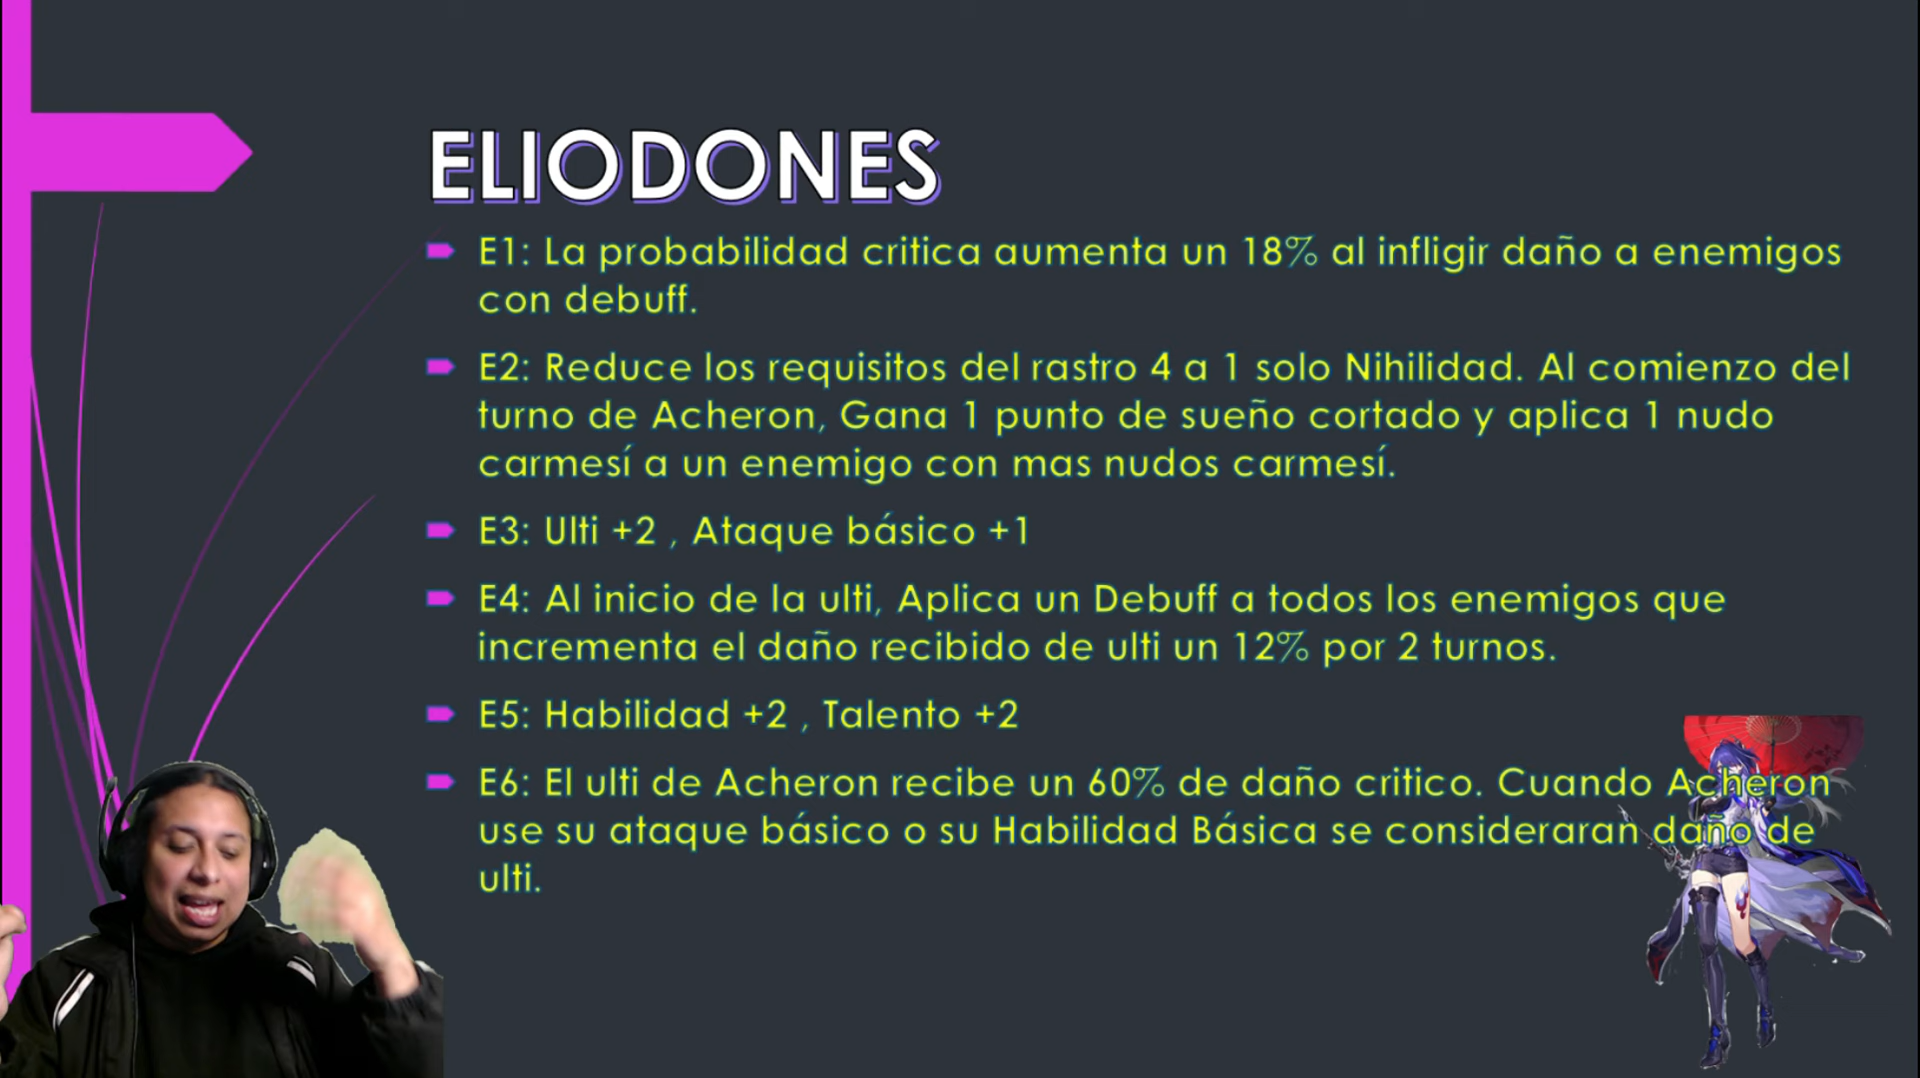 ELIODONES
E1: La probabilidad critica aumenta un 18% al infligir daño a enemigos
con debuff.
E2: Reduce los requisitos del rastro 4 a 1 solo Nihilidad. Al comienzo del
turno de Acheron, Gana 1 punto de sueño cortado y aplica 1 nudo
carmesí a un enemigo con mas nudos carmesí.
E3: Ulti +2 , Ataque básico +1
E4: Al inicio de la ulti, Aplica un Debuff a todos los enemigos que
incrementa el daño recibido de ulti un 12% por 2 turnos.
E5: Habilidad +2 , Talento +2
E6: El ulti de Acheron recibe un 60% de daño critico. Cuando Acheron
use su ataque básico o su Habilidad Básica se consideraran daño de
ulti.